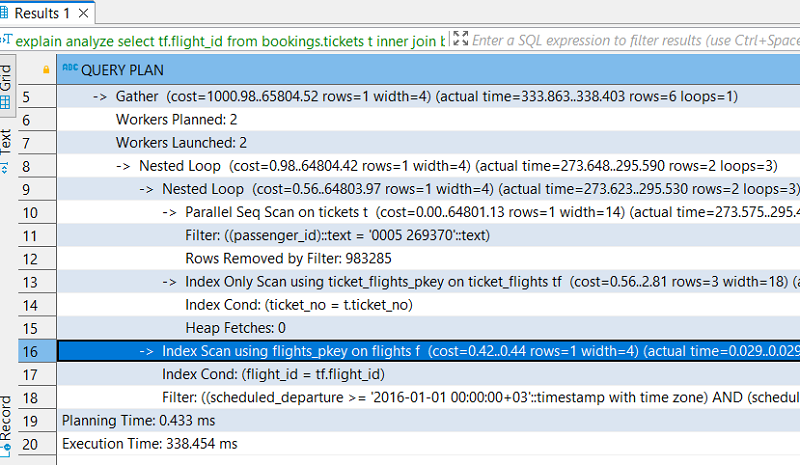 Results 1
explain analyze select tf.flight_id from bookings.tickets t inner join b
Enter a SQL expression to filter results (use Ctrl+Space
Grid
Text
Record
ABC QUERY PLAN
5 -> Gather (cost=1000.98..65804.52 rows=1 width=4) (actual time=333.863..338.403 rows=6 loops=1)
6 Workers Planned: 2
7 Workers Launched: 2
8 -> Nested Loop (cost=0.98..64804.42 rows=1 width=4) (actual time=273.648..295.590 rows=2 loops=3)
9 -> Nested Loop (cost=0.56..64803.97 rows=1 width=4) (actual time=273.623..295.530 rows=2 loops=3)
10 -> Parallel Seq Scan on tickets t (cost=0.00..64801.13 rows=1 width=14) (actual time=273.575..295.4
11 Filter: ((passenger_id)::text = '0005 269370'::text)
12 Rows Removed by Filter: 983285
13 -> Index Only Scan using ticket_flights_pkey on ticket_flights tf (cost=0.56..2.81 rows=3 width=18) (a
14 Index Cond: (ticket_no = t.ticket_no)
15 Heap Fetches: 0
16 -> Index Scan using flights_pkey on flights f (cost=0.42..0.44 rows=1 width=4) (actual time=0.029..0.029
17 Index Cond: (flight_id = tf.flight_id)
18 Filter: ((scheduled_departure >= '2016-01-01 00:00:00+03'::timestamp with time zone) AND (schedul
19 Planning Time: 0.433 ms
20 Execution Time: 338.454 ms